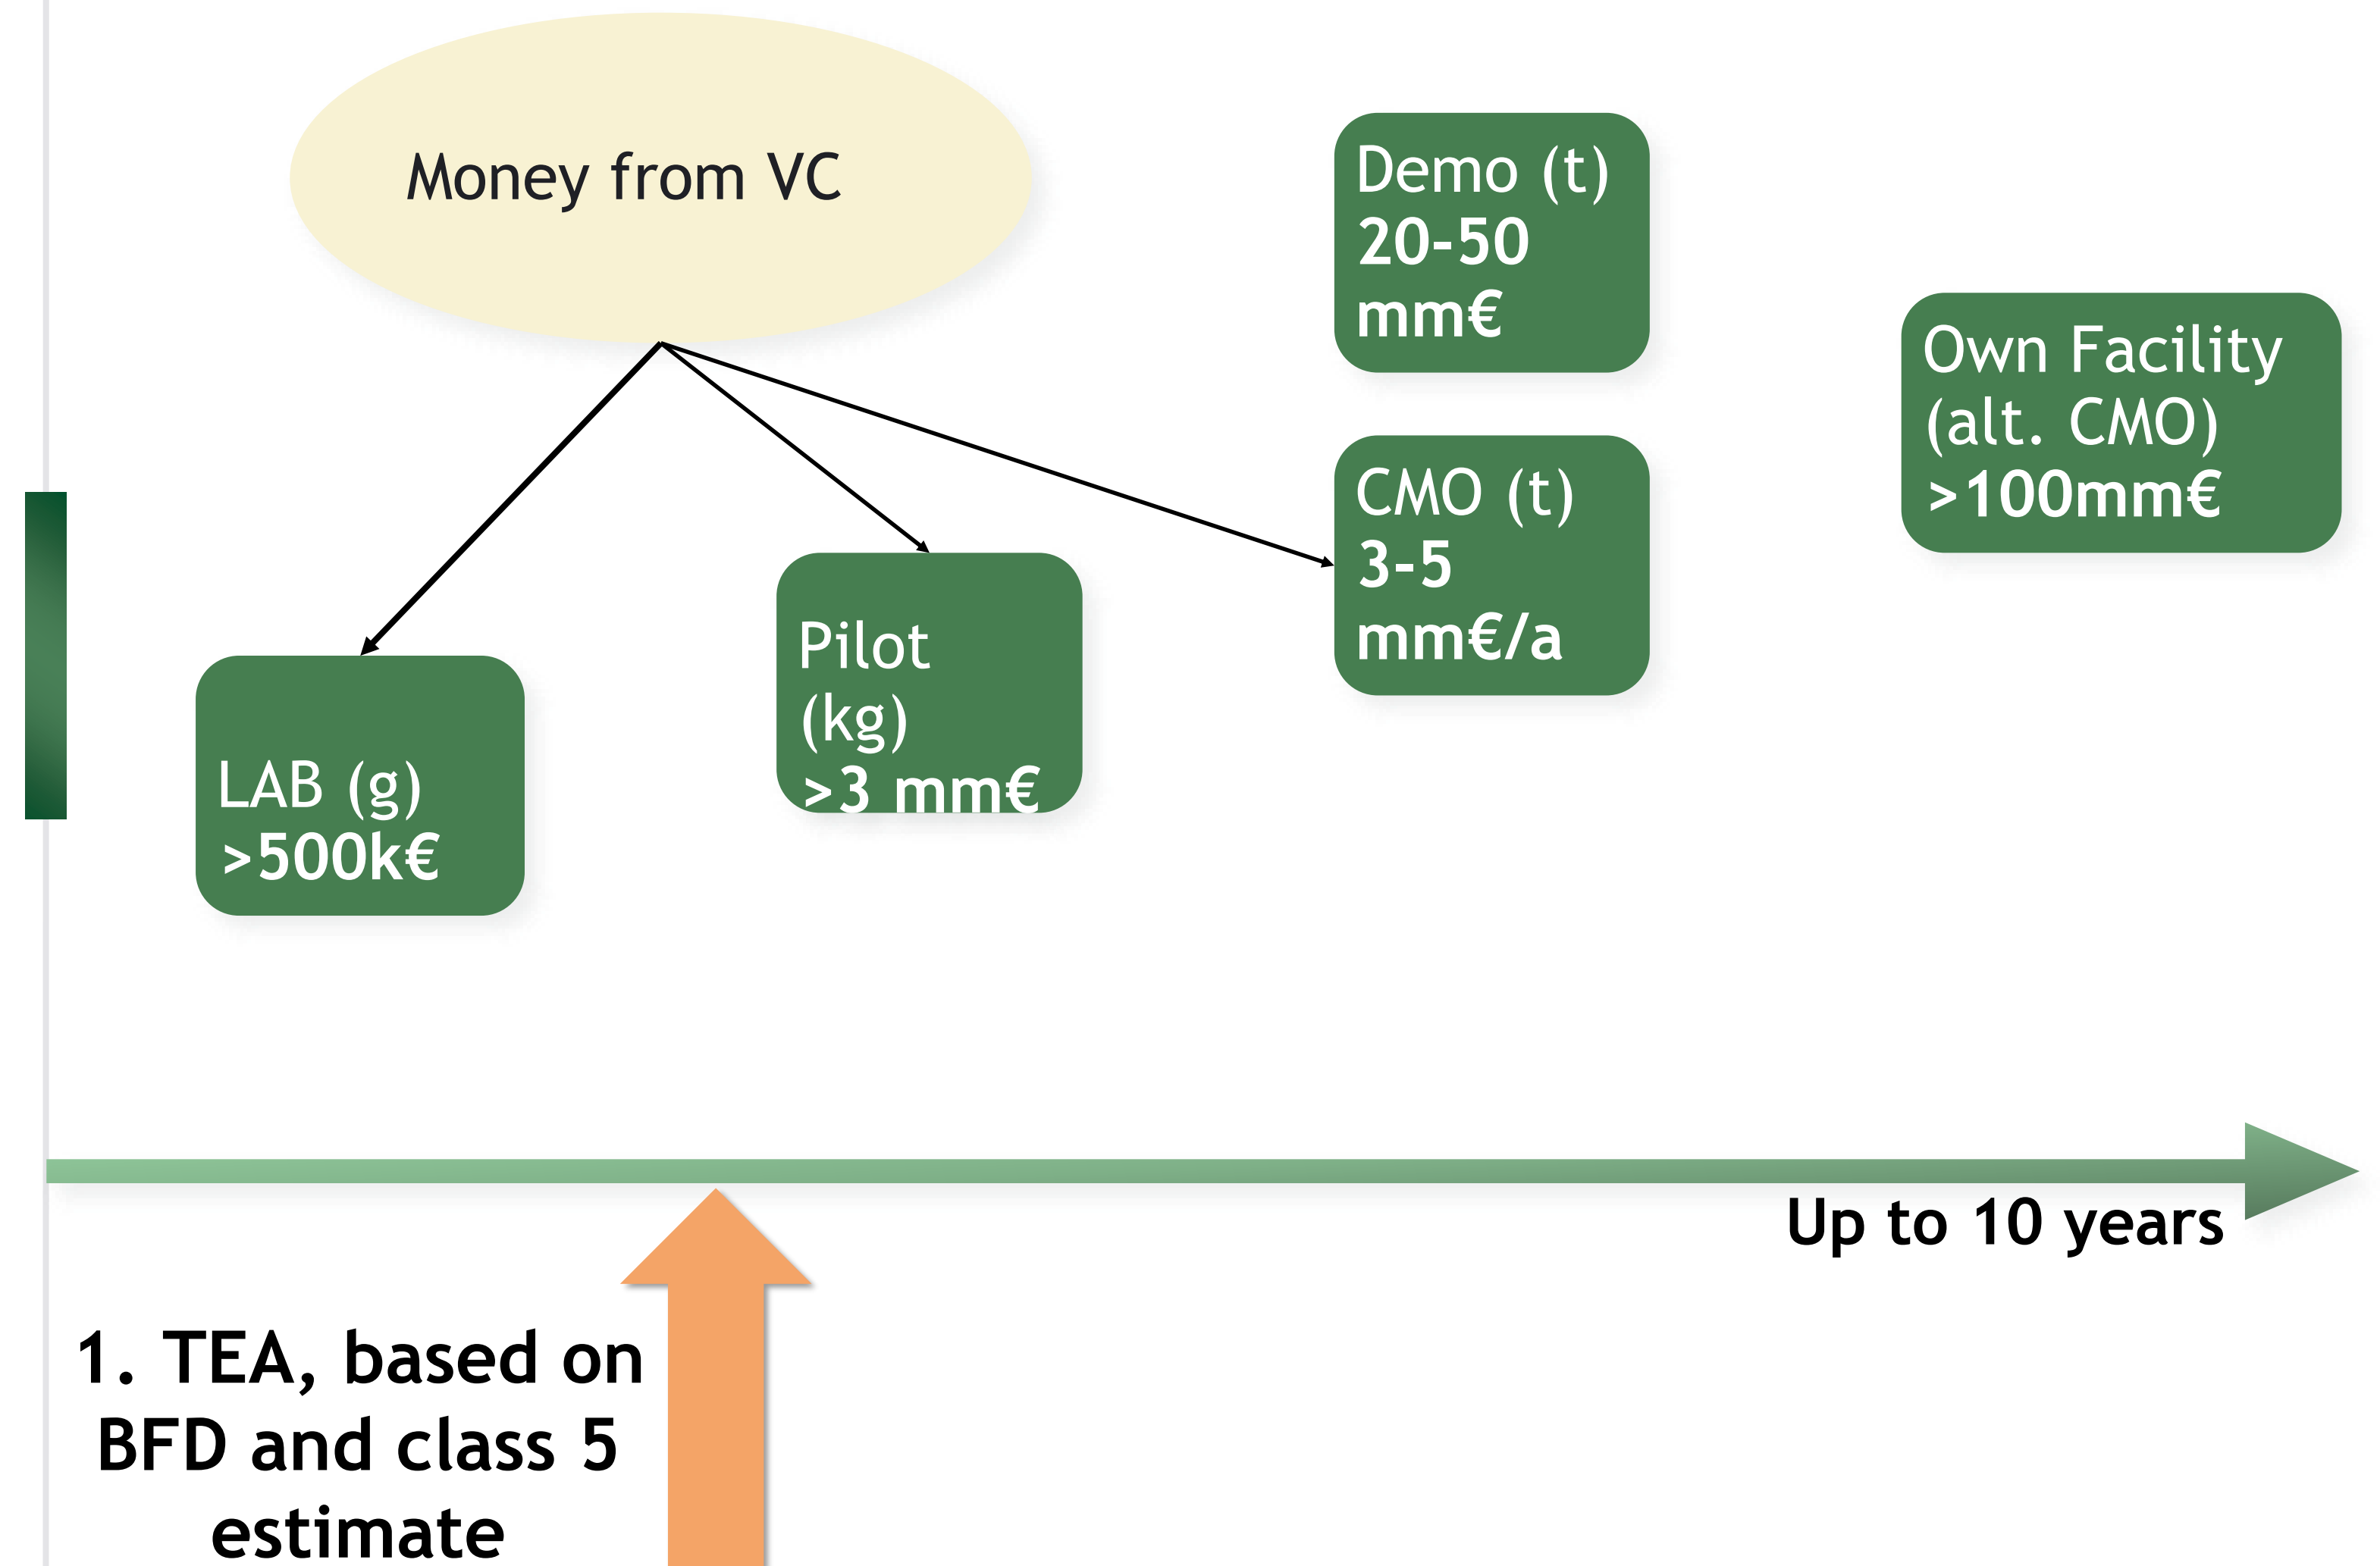 Money from VC
Demo (t)
20-50
mm€
Own Facility
(alt. CMO)
>100mm€
CMO (t)
3-5
mm€/a
Pilot
(kg)
>3 mm€
LAB (g)
>500k€
Up to 10 years
1. TEA, based on
BFD and class 5
estimate